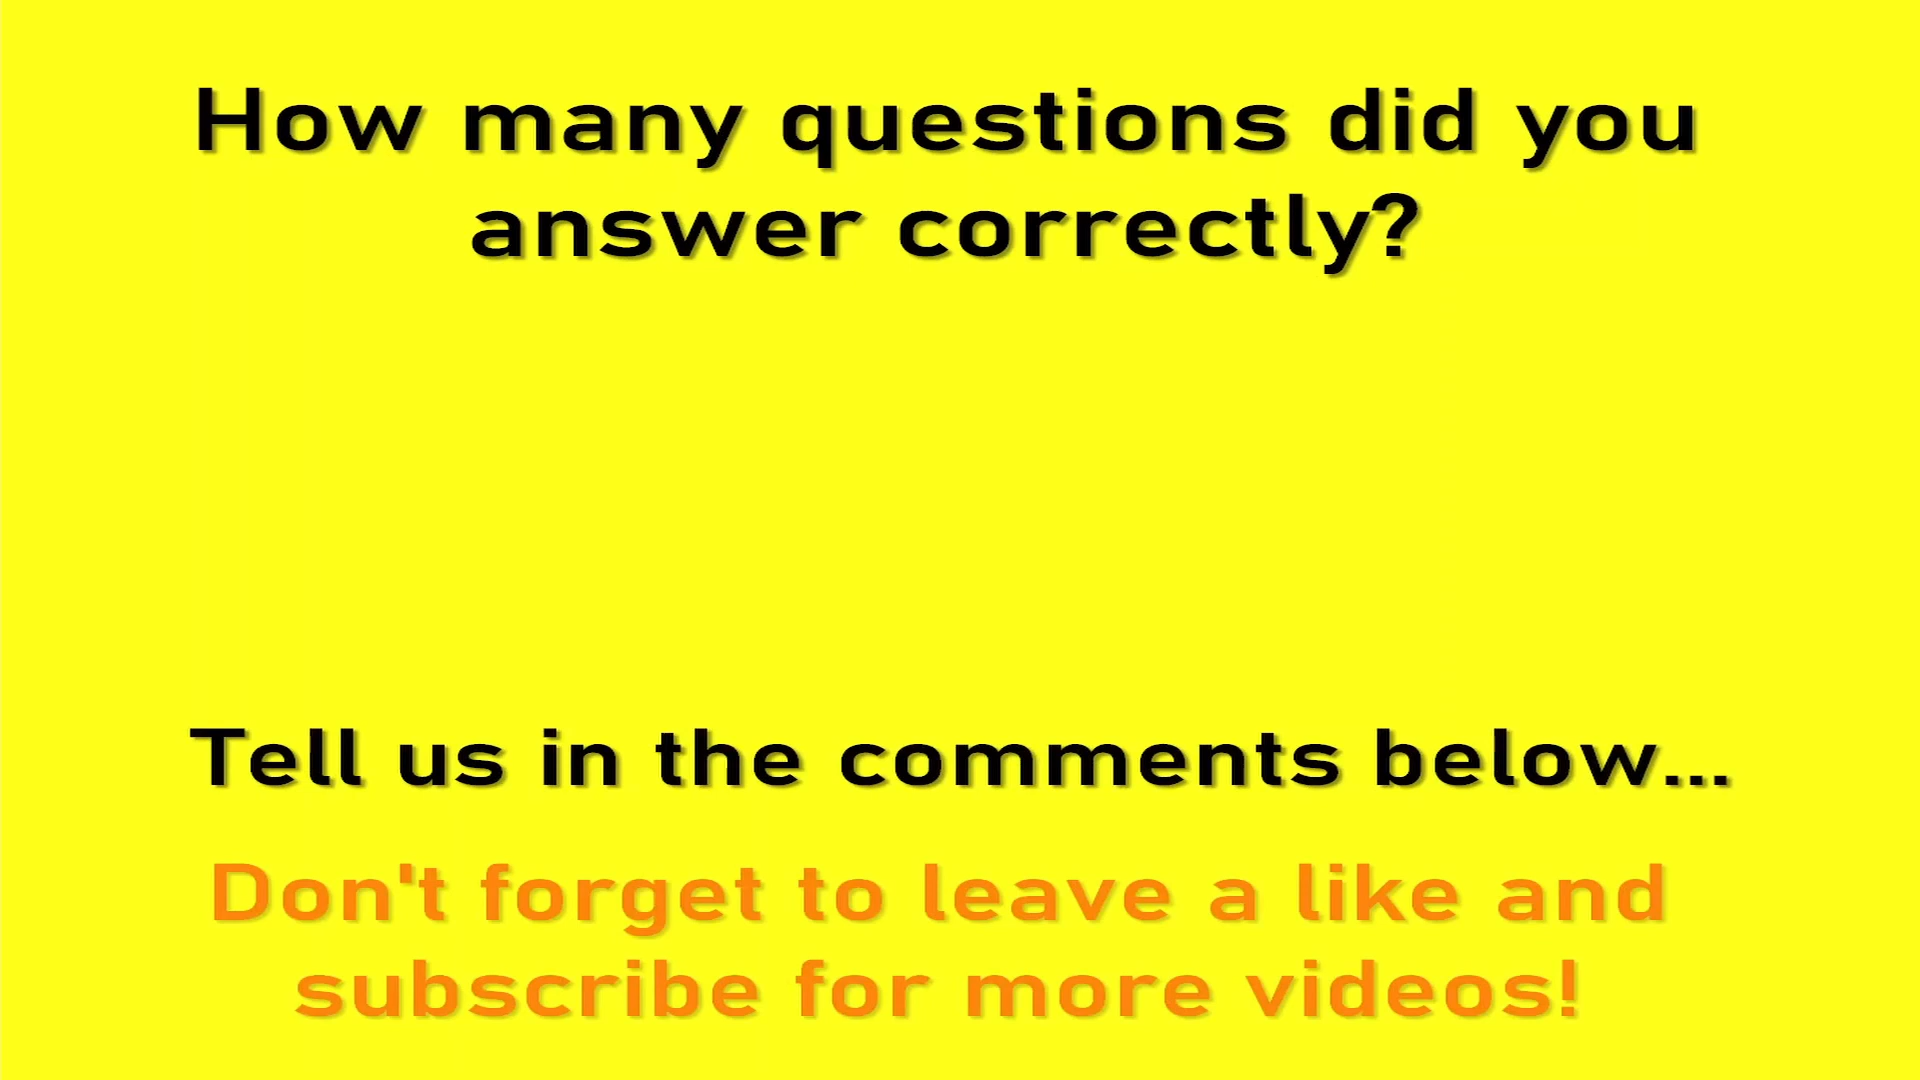 How many questions did you
answer correctly?
Tell us in the comments below...
Don't forget to leave a like and
subscribe for more videos!